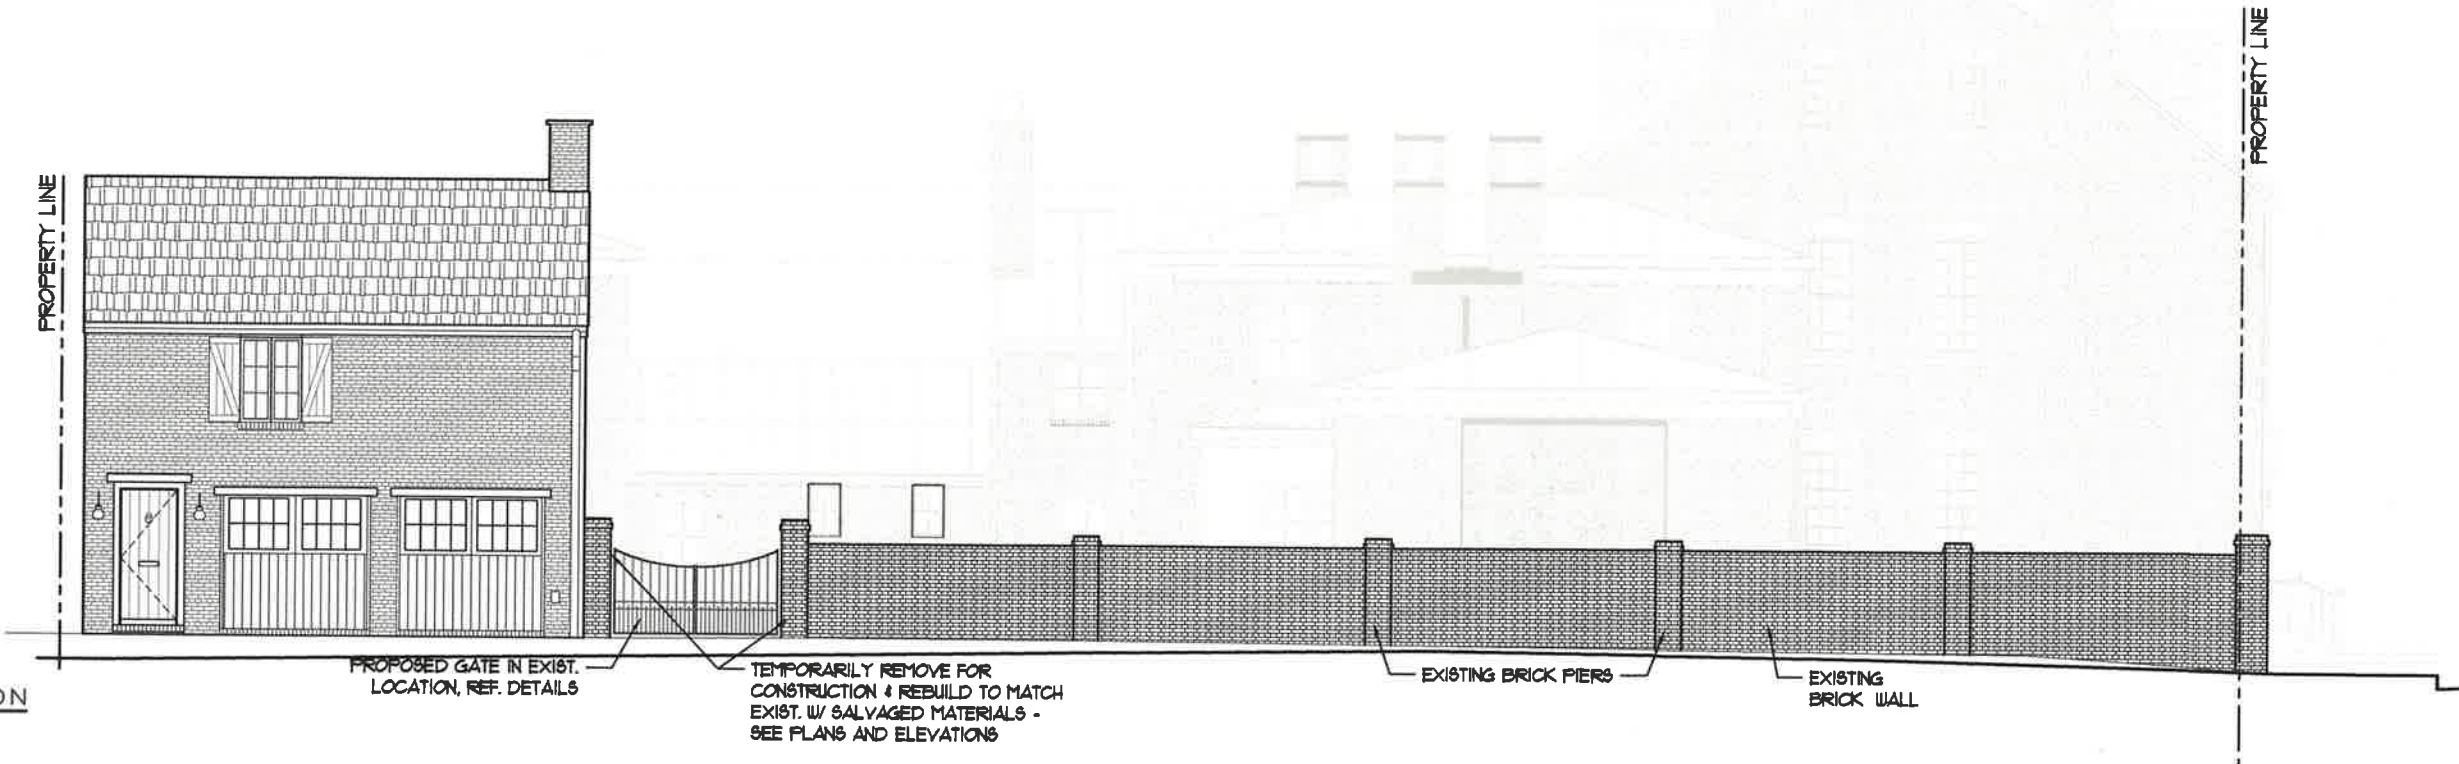 PROPERTY LINE
PROPERTY LINE
PROPOSED GATE IN EXIST.
LOCATION, REF. DETAILS
TEMPORARILY REMOVE FOR
CONSTRUCTION & REBUILD TO MATCH
EXIST. W/ SALVAGED MATERIALS -
SEE PLANS AND ELEVATIONS
EXISTING BRICK PIERS
EXISTING
BRICK WALL
ON